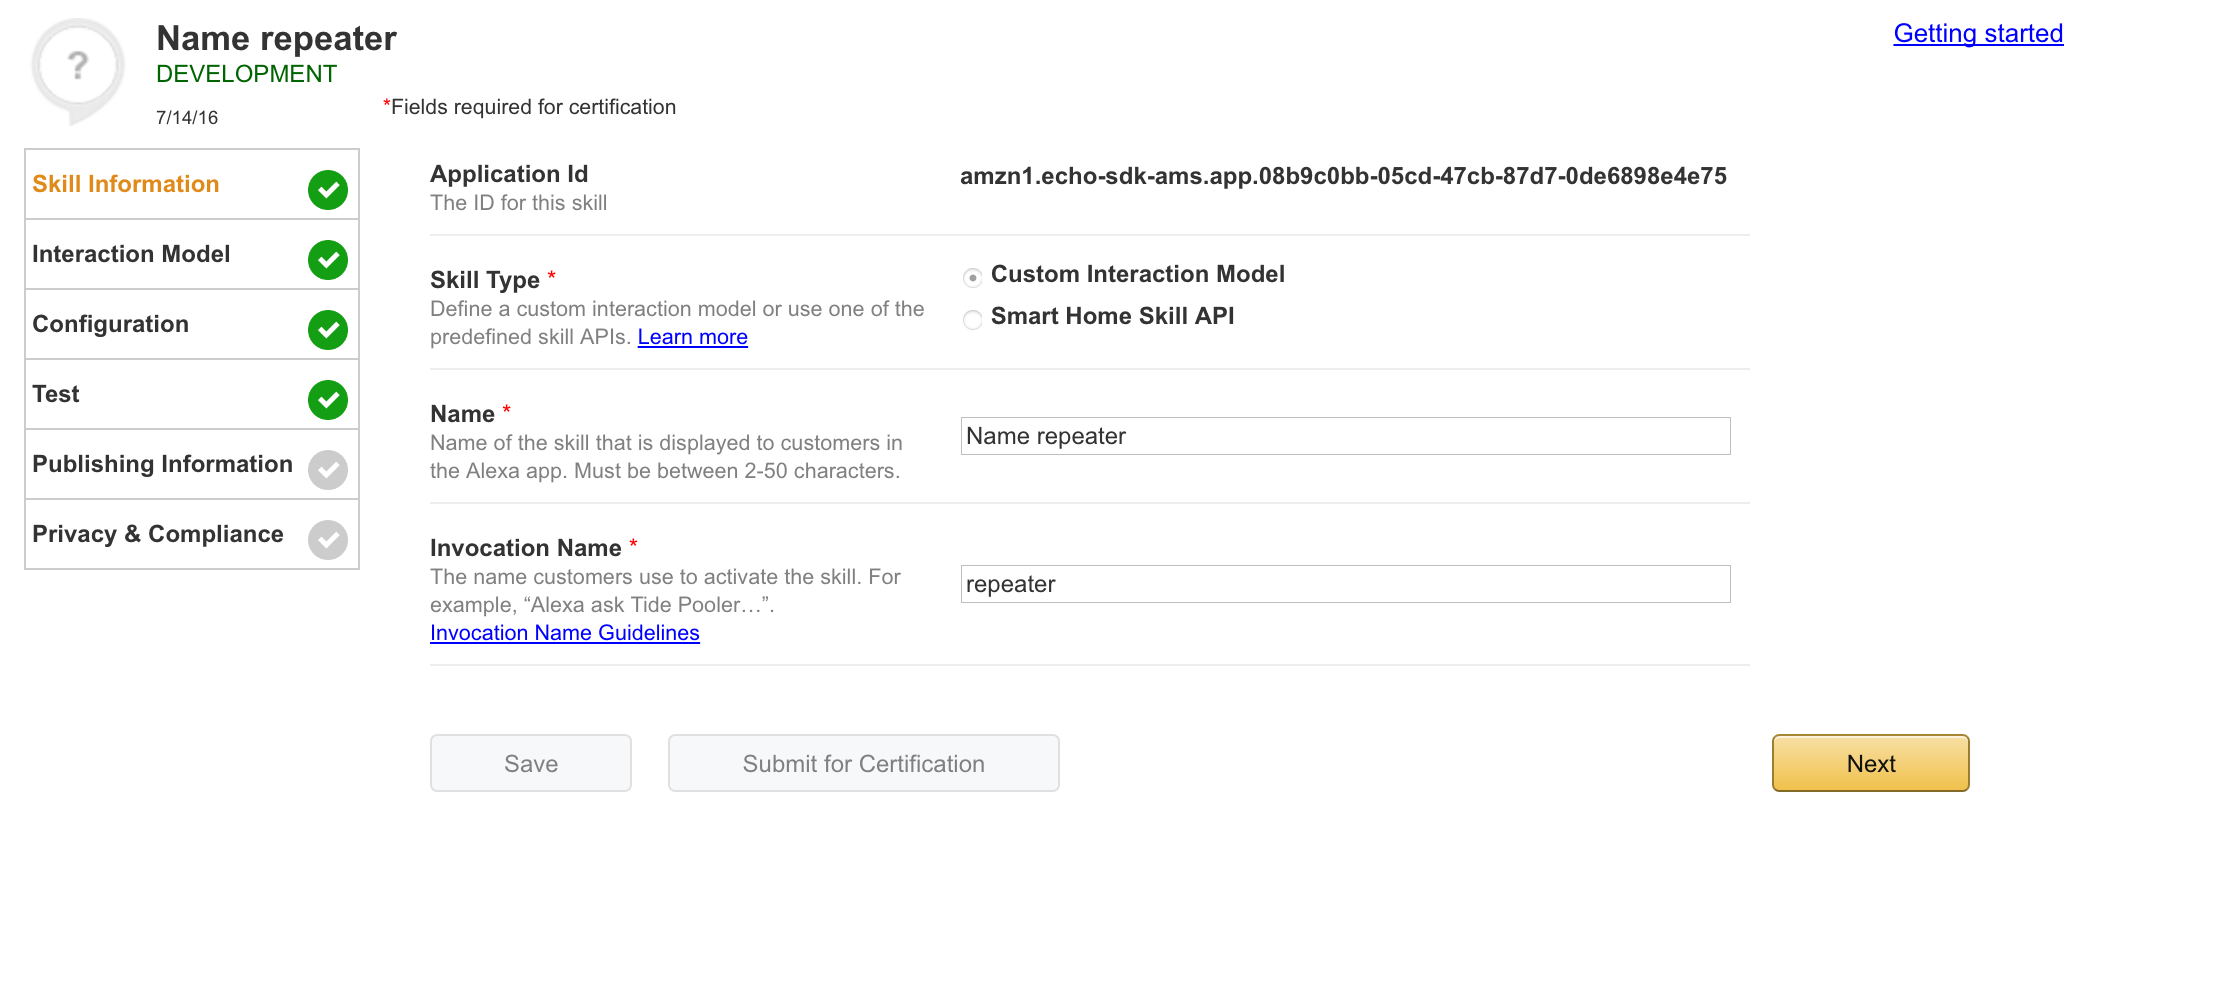 Name repeater
DEVELOPMENT
7/14/16
Getting started
*Fields required for certification
Skill Information
Interaction Model
Configuration
Test
Publishing Information
Privacy & Compliance
Application Id
The ID for this skill
amzn1.echo-sdk-ams.app.08b9c0bb-05cd-47cb-87d7-0de6898e4e75
Skill Type *
Define a custom interaction model or use one of the
predefined skill APIs. Learn more
Custom Interaction Model
Smart Home Skill API
Name *
Name of the skill that is displayed to customers in
the Alexa app. Must be between 2-50 characters.
Name repeater
Invocation Name *
The name customers use to activate the skill. For
example, “Alexa ask Tide Pooler…”.
Invocation Name Guidelines
repeater
Save
Submit for Certification
Next